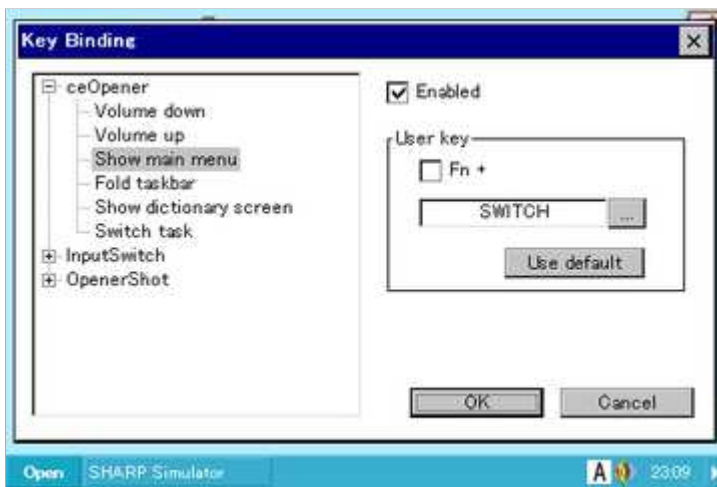 Key Binding
ceOpener
Volume down
Volume up
Show main menu
Fold taskbar
Show dictionary screen
Switch task
InputSwitch
OpenerShot
Enabled
User key
Fn +
SWITCH
...
Use default
OK
Cancel
Open
SHARP Simulator
A
23:09